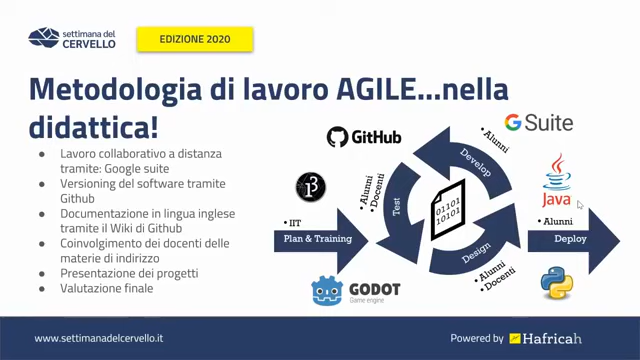 settimana del
CERVELLO
EDIZIONE 2020
Metodologia di lavoro AGILE...nella
didattica!
● Lavoro collaborativo a distanza
tramite: Google suite
● Versioning del software tramite
Github
● Documentazione in lingua inglese
tramite il Wiki di Github
● Coinvolgimento dei docenti delle
materie di indirizzo
● Presentazione dei progetti
● Valutazione finale
GitHub
G Suite
• Alunni
Develop
Java
• Alunni
• Docenti
Test
01101
10101
• IIT
Plan & Training
• Alunni
Deploy
Design
• Alunni
• Docenti
GODOT
Game engine
www.settimanadelcervello.it
Powered by
Hafricah